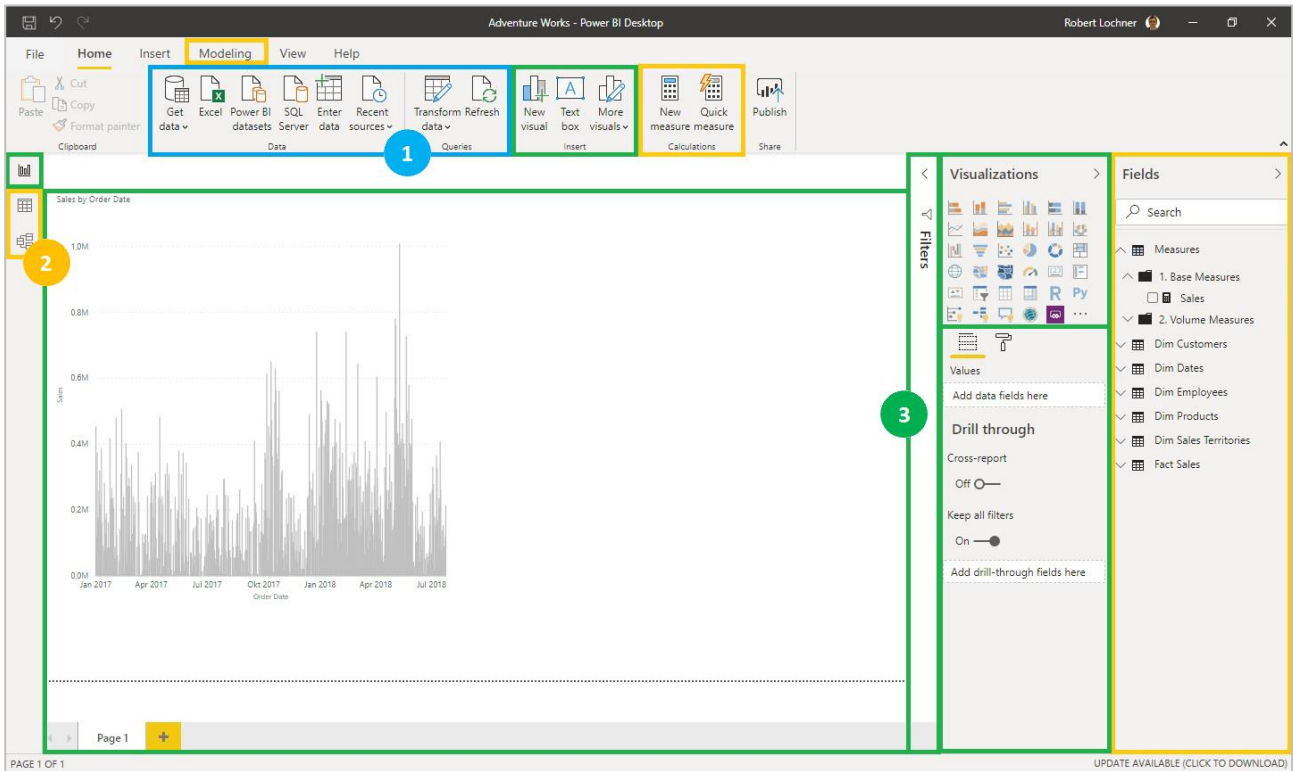 Adventure Works - Power BI Desktop
Robert Lochner
File Home Insert Modeling View Help
Paste
Cut
Copy
Format painter
Clipboard
Get data
Excel
Power BI datasets
SQL Server
Enter data
Recent sources
Data
Transform data
Refresh
Queries
New visual
Text box
More visuals
Insert
New measure
Quick measure
Calculations
Publish
Share
1
2
3
Sales by Order Date
1.0M
0.8M
0.6M
0.4M
0.2M
0.0M
Sales
Jan 2017 Apr 2017 Jul 2017 Okt 2017 Jan 2018 Apr 2018 Jul 2018
Order Date
Filters
Visualizations
R Py
123
Values
Add data fields here
Drill through
Cross-report
Off
Keep all filters
On
Add drill-through fields here
Fields
Search
Measures
1. Base Measures
Sales
2. Volume Measures
Dim Customers
Dim Dates
Dim Employees
Dim Products
Dim Sales Territories
Fact Sales
Page 1
PAGE 1 OF 1
UPDATE AVAILABLE (CLICK TO DOWNLOAD)